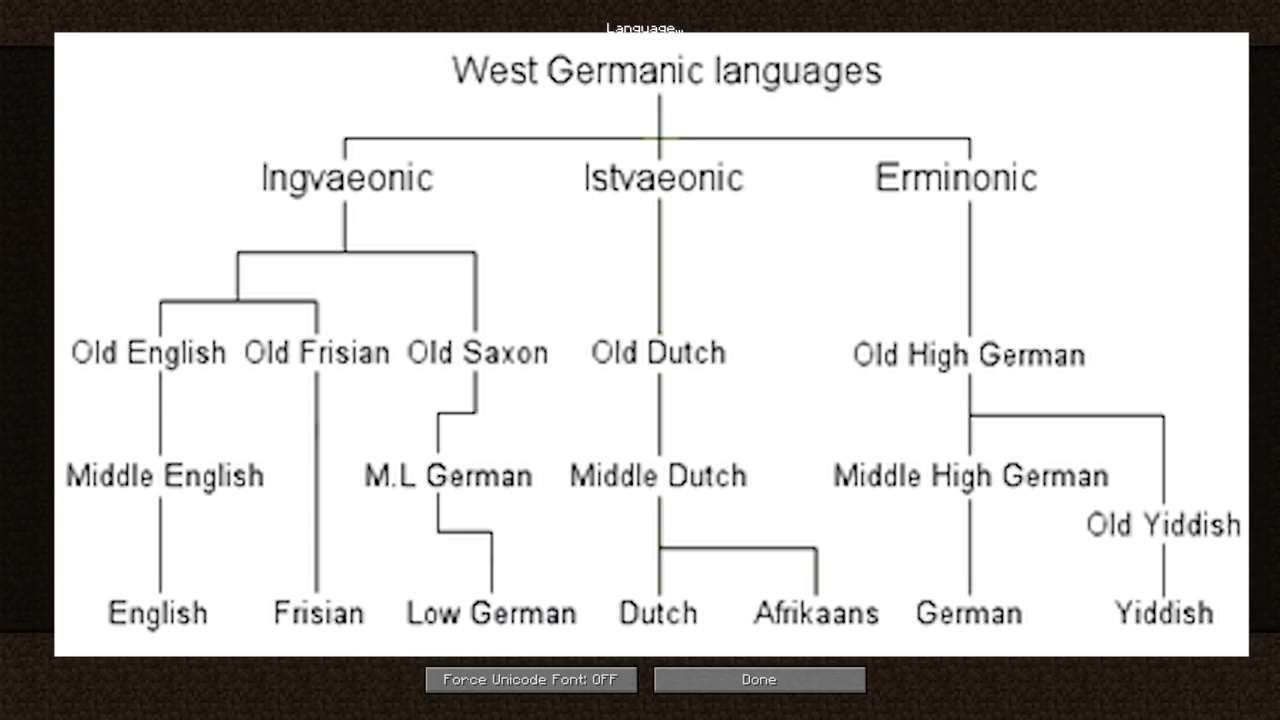 Language...
West Germanic languages
Ingvaeonic Istvaeonic Erminonic
Old English Old Frisian Old Saxon Old Dutch Old High German
Middle English M.L German Middle Dutch Middle High German
Old Yiddish
English Frisian Low German Dutch Afrikaans German Yiddish
Force Unicode Font: OFF Done